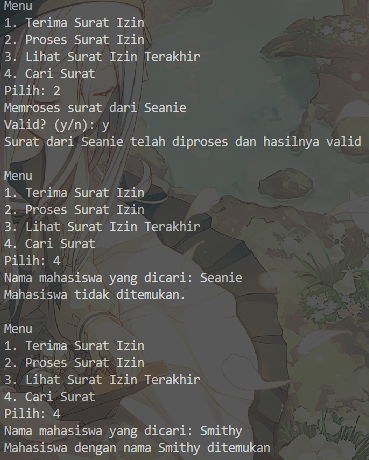 Menu
1. Terima Surat Izin
2. Proses Surat Izin
3. Lihat Surat Izin Terakhir
4. Cari Surat
Pilih: 2
Memroses surat dari Seanie
Valid? (y/n): y
Surat dari Seanie telah diproses dan hasilnya valid
Menu
1. Terima Surat Izin
2. Proses Surat Izin
3. Lihat Surat Izin Terakhir
4. Cari Surat
Pilih: 4
Nama mahasiswa yang dicari: Seanie
Mahasiswa tidak ditemukan.
Menu
1. Terima Surat Izin
2. Proses Surat Izin
3. Lihat Surat Izin Terakhir
4. Cari Surat
Pilih: 4
Nama mahasiswa yang dicari: Smithy
Mahasiswa dengan nama Smithy ditemukan